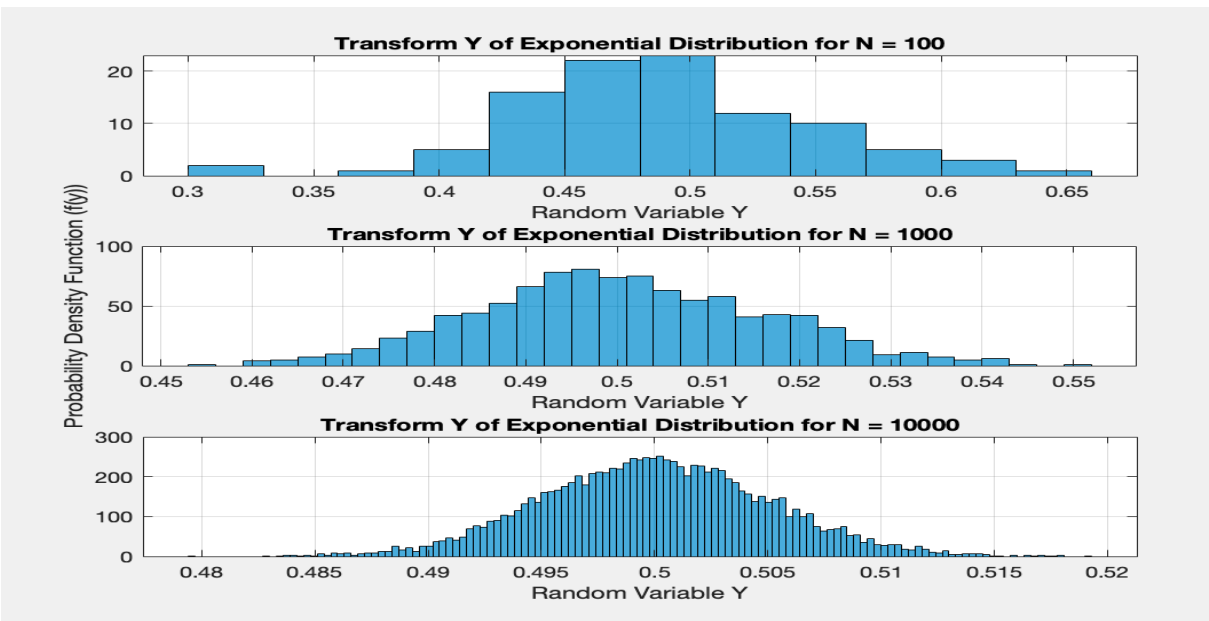 Transform Y of Exponential Distribution for N = 100
20
10
0
0.3 0.35 0.4 0.45 0.5 0.55 0.6 0.65
Random Variable Y
Probability Density Function (f(y))
Transform Y of Exponential Distribution for N = 1000
100
50
0
0.45 0.46 0.47 0.48 0.49 0.5 0.51 0.52 0.53 0.54 0.55
Random Variable Y
Transform Y of Exponential Distribution for N = 10000
300
200
100
0
0.48 0.485 0.49 0.495 0.5 0.505 0.51 0.515 0.52
Random Variable Y